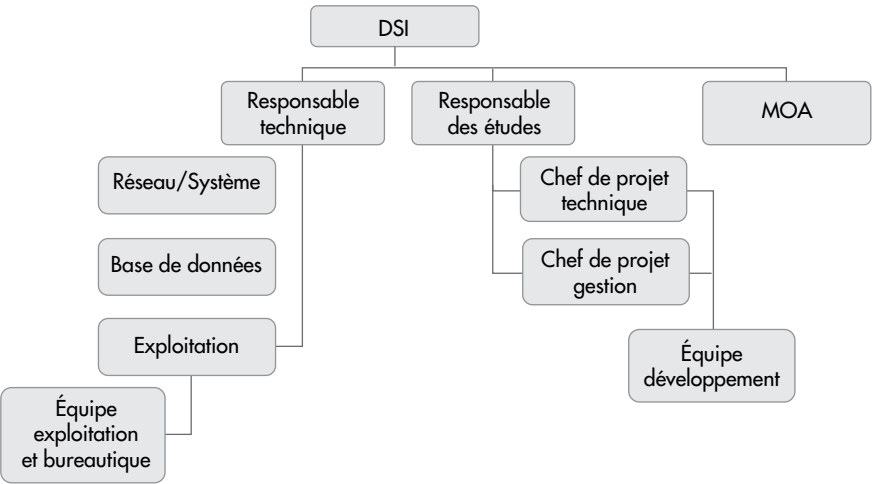 DSI
Responsable
technique
Responsable
des études
MOA
Réseau/Système
Chef de projet
technique
Base de données
Chef de projet
gestion
Exploitation
Équipe
développement
Équipe
exploitation
et bureautique